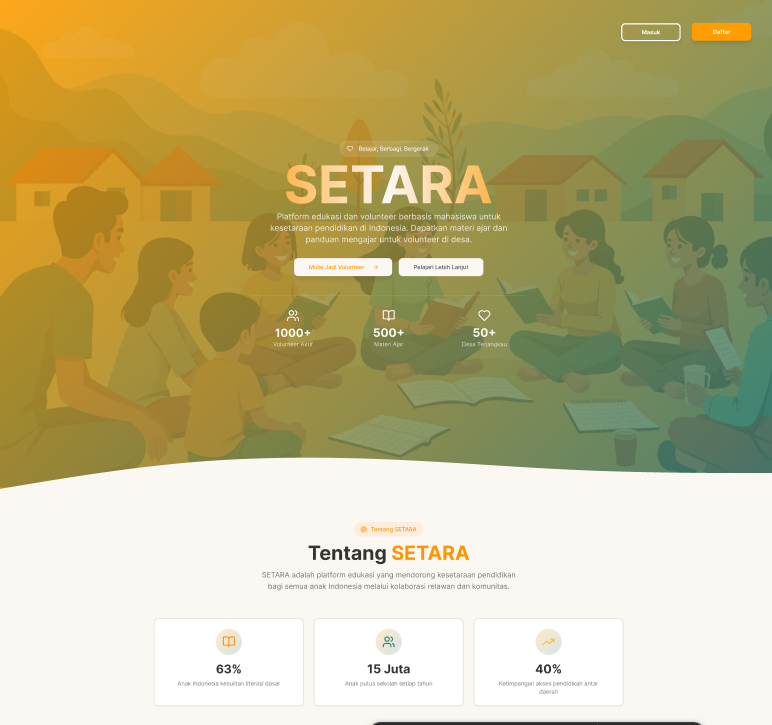 Masuk
Daftar
Belajar, Berbagi, Bergerak
SETARA
Platform edukasi dan volunteer berbasis mahasiswa untuk
kesetaraan pendidikan di Indonesia. Dapatkan materi ajar dan
panduan mengajar untuk volunteer di desa.
Mulai Jadi Volunteer →
Pelajari Lebih Lanjut
1000+
500+
50+
Volunteer Aktif
Materi Ajar
Desa Terjangkau
Tentang SETARA
Tentang SETARA
SETARA adalah platform edukasi yang mendorong kesetaraan pendidikan
bagi semua anak Indonesia melalui kolaborasi relawan dan komunitas.
63%
15 Juta
40%
Anak Indonesia kesulitan literasi dasar
Anak putus sekolah setiap tahun
Ketimpangan akses pendidikan antar
daerah